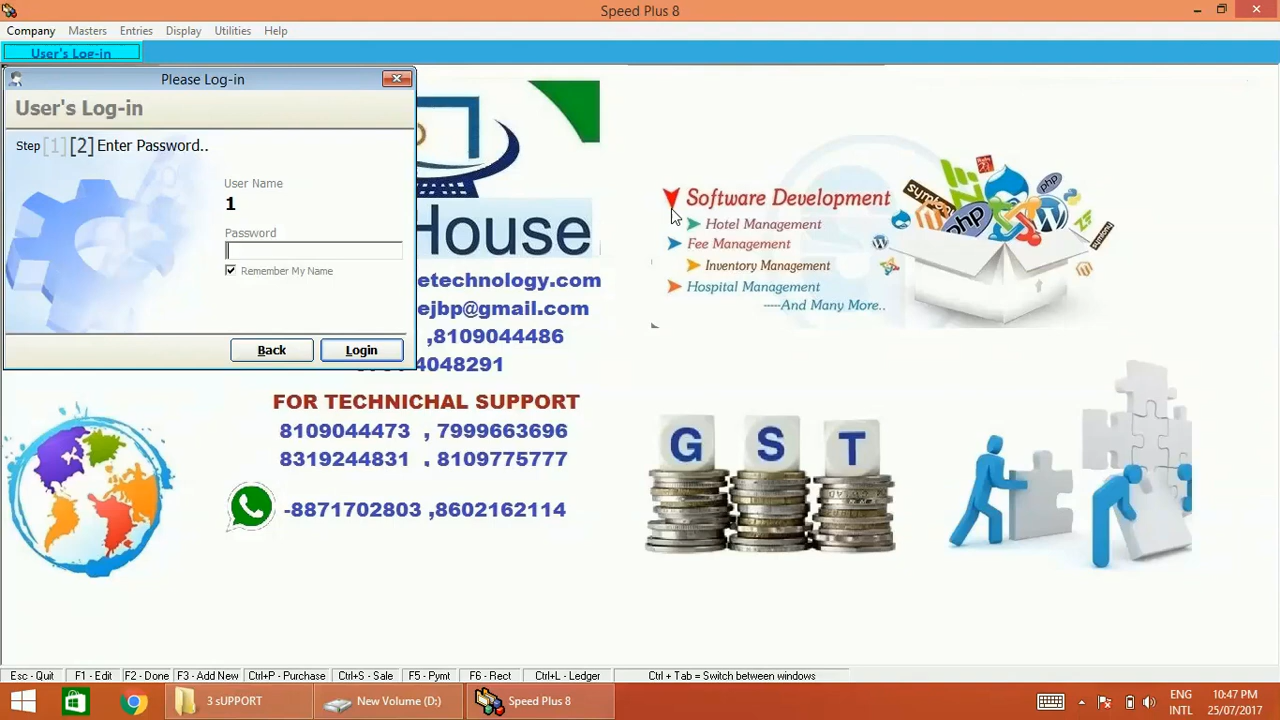 Speed Plus 8
Company Masters Entries Display Utilities Help
User's Log-in
Please Log-in
User's Log-in
Step [1] [2] Enter Password..
User Name
1
Password
Remember My Name
Back Login
House
etechnology.com
ejbp@gmail.com
,8109044486
4048291
FOR TECHNICHAL SUPPORT
8109044473 , 7999663696
8319244831 , 8109775777
-8871702803 ,8602162114
Software Development
Hotel Management
Fee Management
Inventory Management
Hospital Management
----And Many More..
symfony
php
php
symfony
Ruby
G S T
Esc - Quit F1 - Edit F2 - Done F3 - Add New Ctrl+P - Purchase Ctrl+S - Sale F5 - Pymt F6 - Rect Ctrl+L - Ledger Ctrl + Tab = Switch between windows
3 sUPPORT New Volume (D:) Speed Plus 8
ENG 10:47 PM
INTL 25/07/2017